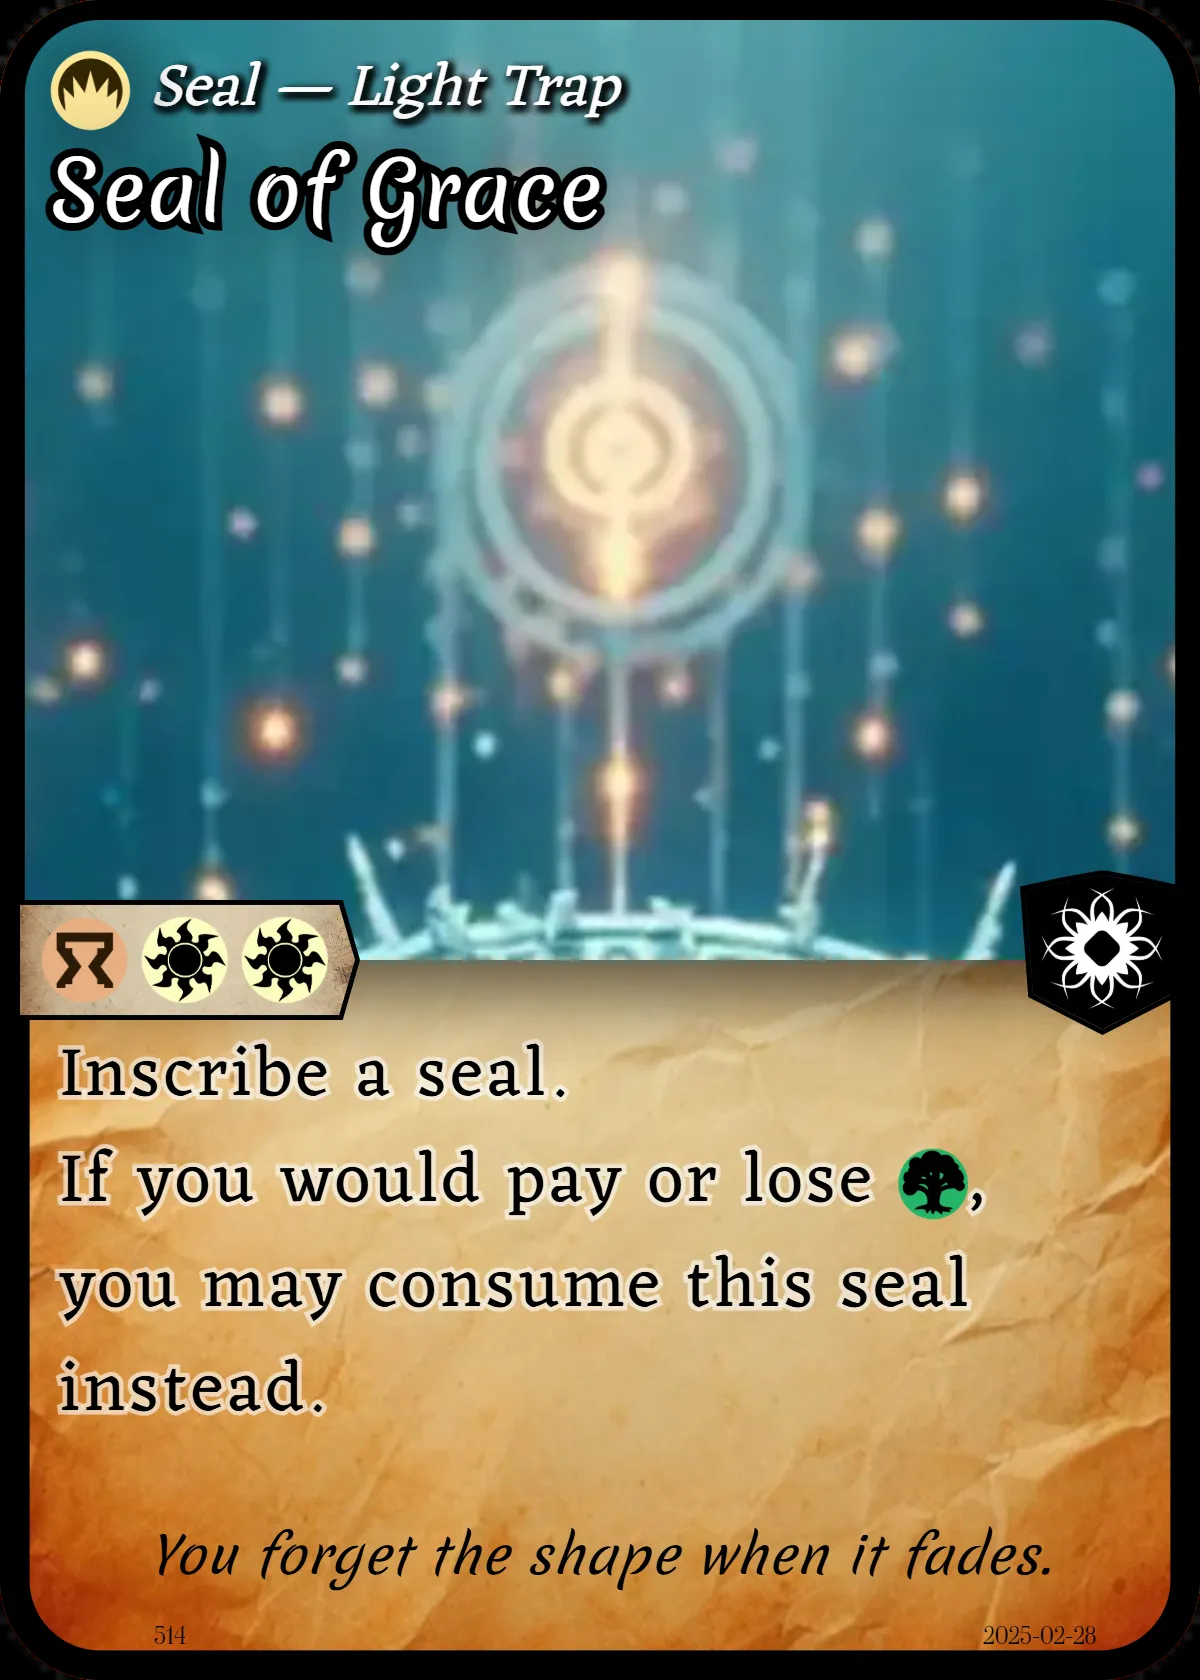 Seal — Light Trap
Seal of Grace
Inscribe a seal.
If you would pay or lose ,
you may consume this seal
instead.
You forget the shape when it fades.
514
2025-02-28